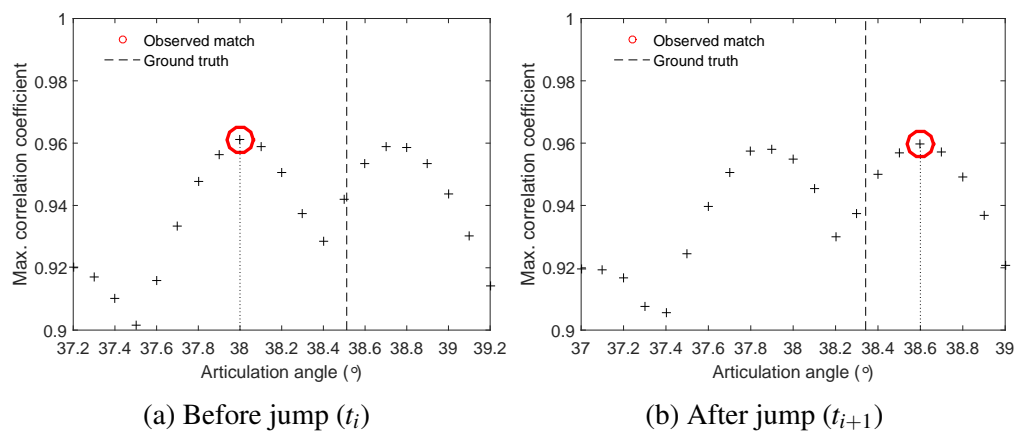 1
0.98
0.96
0.94
0.92
0.9
Max. correlation coefficient
Observed match
Ground truth
37.2 37.4 37.6 37.8 38 38.2 38.4 38.6 38.8 39 39.2
Articulation angle (°)
(a) Before jump (t_i)
1
0.98
0.96
0.94
0.92
0.9
Max. correlation coefficient
Observed match
Ground truth
37 37.2 37.4 37.6 37.8 38 38.2 38.4 38.6 38.8 39
Articulation angle (°)
(b) After jump (t_{i+1})